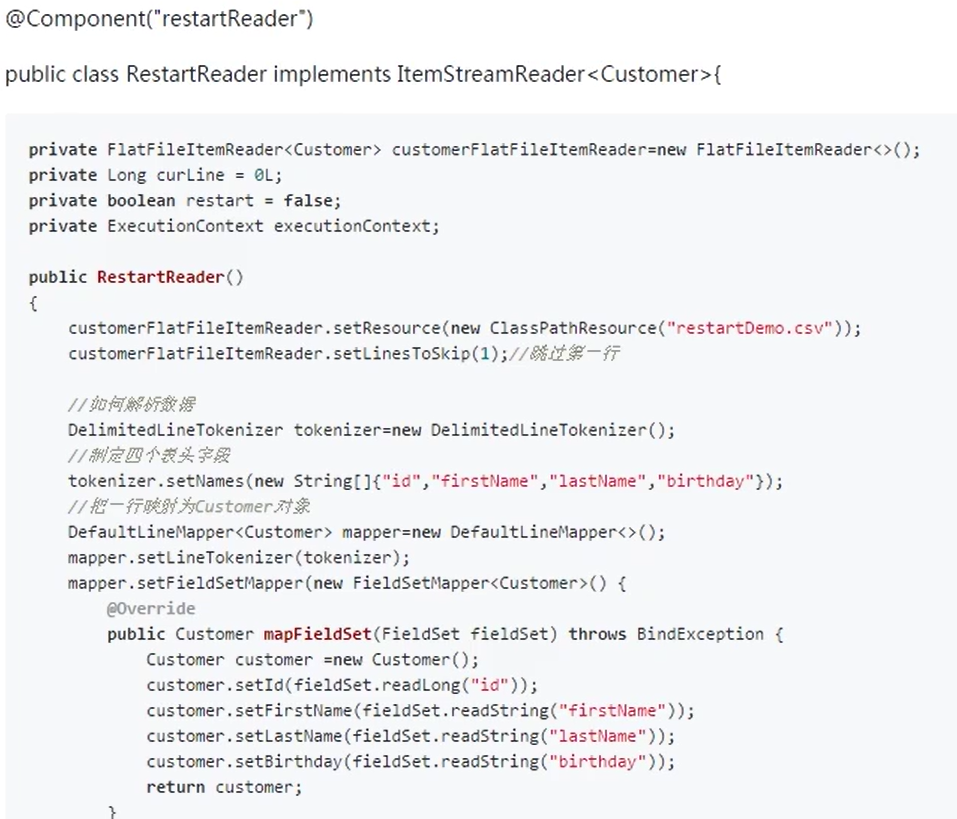 @Component("restartReader")
public class RestartReader implements ItemStreamReader<Customer>{
private FlatFileItemReader<Customer> customerFlatFileItemReader=new FlatFileItemReader<>();
private Long curLine = 0L;
private boolean restart = false;
private ExecutionContext executionContext;
public RestartReader()
{
customerFlatFileItemReader.setResource(new ClassPathResource("restartDemo.csv"));
customerFlatFileItemReader.setLinesToSkip(1);//跳过第一行
//如何解析数据
DelimitedLineTokenizer tokenizer=new DelimitedLineTokenizer();
//制定四个表头字段
tokenizer.setNames(new String[]{"id","firstName","lastName","birthday"});
//把一行映射为Customer对象
DefaultLineMapper<Customer> mapper=new DefaultLineMapper<>();
mapper.setLineTokenizer(tokenizer);
mapper.setFieldSetMapper(new FieldSetMapper<Customer>() {
@Override
public Customer mapFieldSet(FieldSet fieldSet) throws BindException {
Customer customer =new Customer();
customer.setId(fieldSet.readLong("id"));
customer.setFirstName(fieldSet.readString("firstName"));
customer.setLastName(fieldSet.readString("lastName"));
customer.setBirthday(fieldSet.readString("birthday"));
return customer;
}